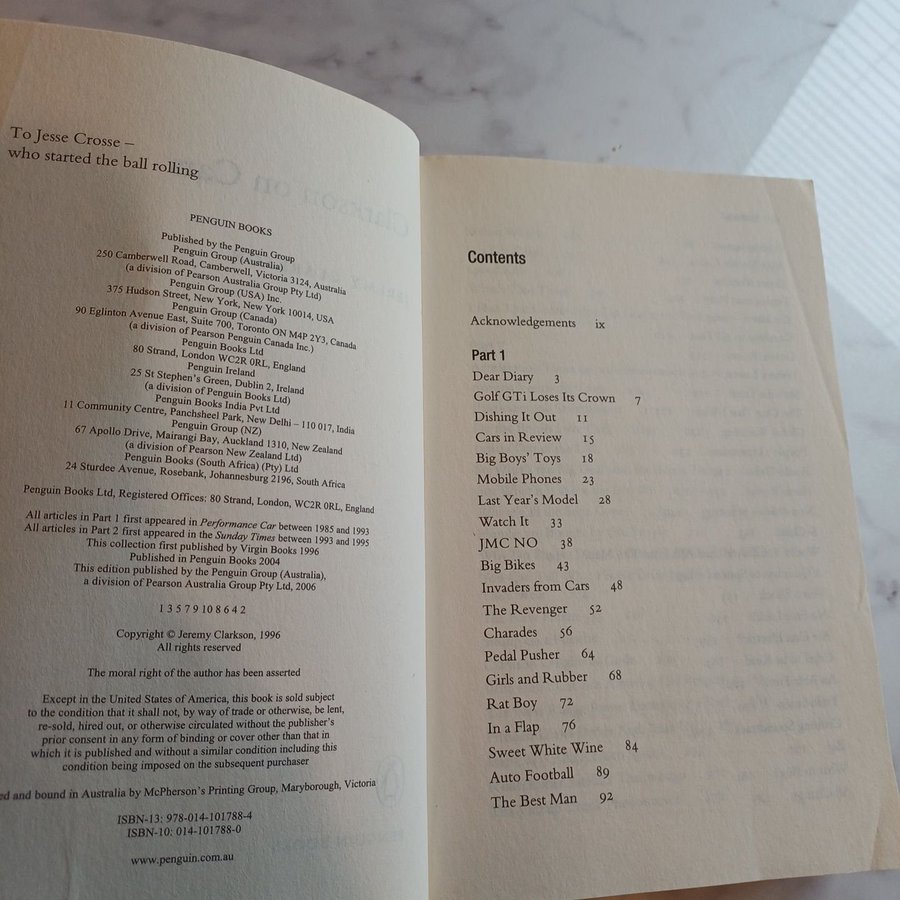 To Jesse Crosse –
who started the ball rolling
PENGUIN BOOKS
Published by the Penguin Group
Penguin Group (Australia)
250 Camberwell Road, Camberwell, Victoria 3124, Australia
(a division of Pearson Australia Group Pty Ltd)
Penguin Group (USA) Inc.
375 Hudson Street, New York, New York 10014, USA
Penguin Group (Canada)
90 Eglinton Avenue East, Suite 700, Toronto ON M4P 2Y3, Canada
(a division of Pearson Penguin Canada Inc.)
Penguin Books Ltd
80 Strand, London WC2R 0RL, England
Penguin Ireland
25 St Stephen's Green, Dublin 2, Ireland
(a division of Penguin Books Ltd)
Penguin Books India Pvt Ltd
11 Community Centre, Panchsheel Park, New Delhi – 110 017, India
Penguin Group (NZ)
67 Apollo Drive, Mairangi Bay, Auckland 1310, New Zealand
(a division of Pearson New Zealand Ltd)
Penguin Books (South Africa) (Pty) Ltd
24 Sturdee Avenue, Rosebank, Johannesburg 2196, South Africa
Penguin Books Ltd, Registered Offices: 80 Strand, London, WC2R 0RL, England
All articles in Part 1 first appeared in Performance Car between 1985 and 1993
All articles in Part 2 first appeared in the Sunday Times between 1993 and 1995
This collection first published by Virgin Books 1996
Published in Penguin Books 2004
This edition published by the Penguin Group (Australia),
a division of Pearson Australia Group Pty Ltd, 2006
1 3 5 7 9 10 8 6 4 2
Copyright © Jeremy Clarkson, 1996
All rights reserved
The moral right of the author has been asserted
Except in the United States of America, this book is sold subject
to the condition that it shall not, by way of trade or otherwise, be lent,
re-sold, hired out, or otherwise circulated without the publisher's
prior consent in any form of binding or cover other than that in
which it is published and without a similar condition including this
condition being imposed on the subsequent purchaser
ed and bound in Australia by McPherson's Printing Group, Maryborough, Victoria
ISBN-13: 978-014-101788-4
ISBN-10: 014-101788-0
www.penguin.com.au
Contents
Acknowledgements ix
Part 1
Dear Diary 3
Golf GTi Loses Its Crown 7
Dishing It Out 11
Cars in Review 15
Big Boys' Toys 18
Mobile Phones 23
Last Year's Model 28
Watch It 33
JMC NO 38
Big Bikes 43
Invaders from Cars 48
The Revenger 52
Charades 56
Pedal Pusher 64
Girls and Rubber 68
Rat Boy 72
In a Flap 76
Sweet White Wine 84
Auto Football 89
The Best Man 92